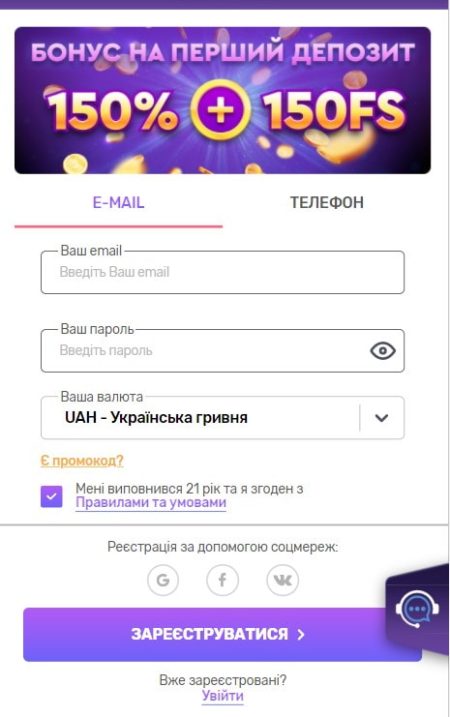 БОНУС НА ПЕРШИЙ ДЕПОЗИТ
150% + 150FS
E-MAIL
ТЕЛЕФОН
Ваш email
Введіть Ваш email
Ваш пароль
Введіть пароль
Ваша валюта
UAH - Українська гривня
Є промокод?
Мені виповнився 21 рік та я згоден з
Правилами та умовами
Реєстрація за допомогою соцмереж:
ЗАРЕЄСТРУВАТИСЯ
Вже зареєстровані?
Увійти